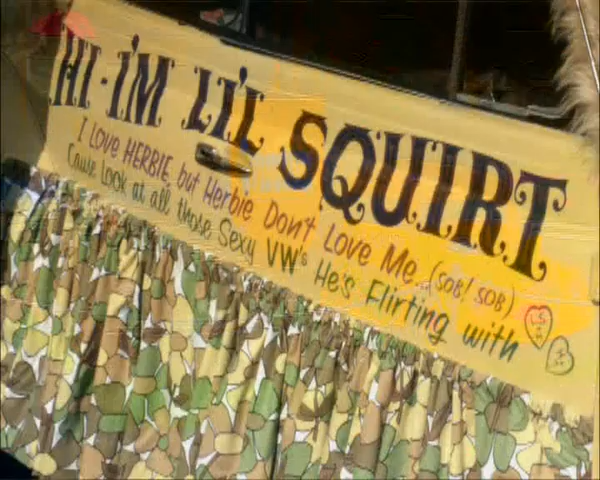 HI-I'M LI'L SQUIRT
I LOVE HERBIE, but Herbie Don't Love Me...(SOB! SOB)
Cause Look at all those Sexy VW's He's Flirting with